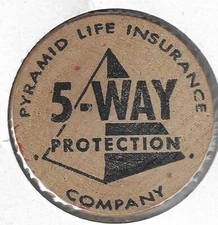 PYRAMID LIFE INSURANCE
5-WAY
PROTECTION
COMPANY